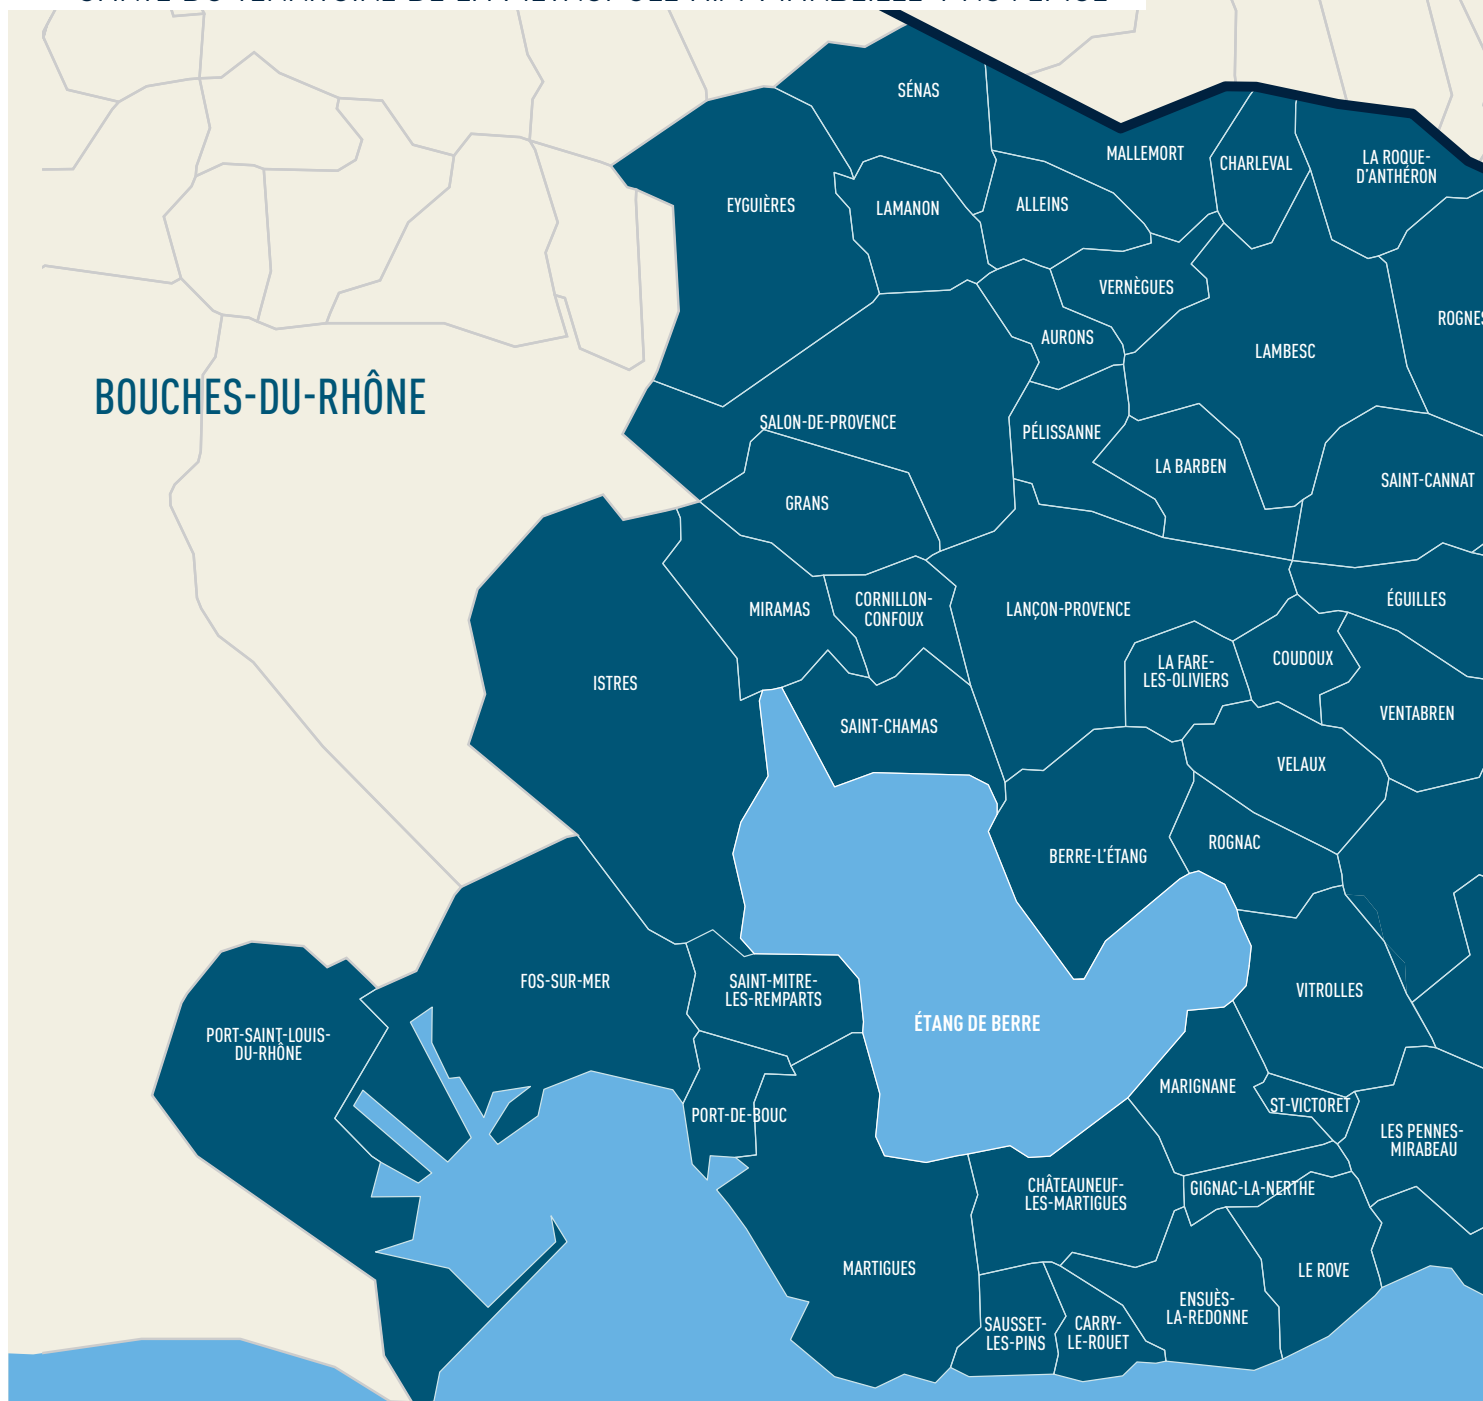 SÉNAS
MALLEMORT
CHARLEVAL
LA ROQUE-
D'ANTHÉRON
EYGUIÈRES
LAMANON
ALLEINS
VERNÈGUES
ROGNES
AURONS
LAMBESC
BOUCHES-DU-RHÔNE
SALON-DE-PROVENCE
PÉLISSANNE
LA BARBEN
SAINT-CANNAT
GRANS
MIRAMAS
CORNILLON-
CONFOUX
LANÇON-PROVENCE
ÉGUILLES
ISTRES
LA FARE-
LES-OLIVIERS
COUDOUX
SAINT-CHAMAS
VENTABREN
VELAUX
BERRE-L'ÉTANG
ROGNAC
FOS-SUR-MER
SAINT-MITRE-
LES-REMPARTS
VITROLLES
ÉTANG DE BERRE
PORT-SAINT-LOUIS-
DU-RHÔNE
MARIGNANE
PORT-DE-BOUC
ST-VICTORET
LES PENNES-
MIRABEAU
CHÂTEAUNEUF-
LES-MARTIGUES
GIGNAC-LA-NERTHE
MARTIGUES
LE ROVE
ENSUÈS-
LA-REDONNE
SAUSSET-
LES-PINS
CARRY-
LE-ROUET